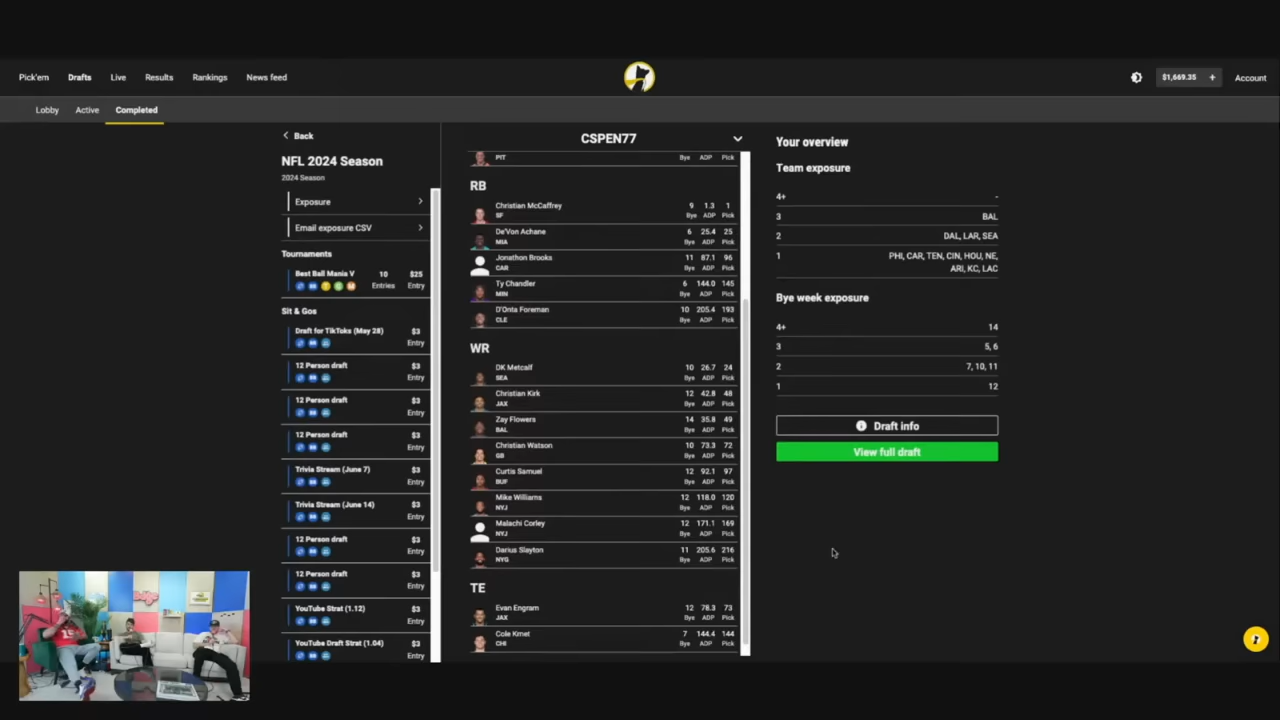 Pick'em Drafts Live Results Rankings News feed $1,669.35 + Account
Lobby Active Completed
Back
NFL 2024 Season
2024 Season
Exposure
Email exposure CSV
Tournaments
Best Ball Mania V 10 $25
Entries Entry
Sit & Gos
Draft for TikToks (May 28) $3
Entry
12 Person draft $3
Entry
12 Person draft $3
Entry
12 Person draft $3
Entry
Trivia Stream (June 7) $3
Entry
Trivia Stream (June 14) $3
Entry
12 Person draft $3
Entry
12 Person draft $3
Entry
YouTube Strat (1.12) $3
Entry
YouTube Draft Strat (1.04) $3
Entry
CSPEN77
PIT Bye ADP Pick
RB
Christian McCaffrey 9 1.3 1
SF Bye ADP Pick
De'Von Achane 6 25.4 25
MIA Bye ADP Pick
Jonathon Brooks 11 87.1 96
CAR Bye ADP Pick
Ty Chandler 6 144.0 145
MIN Bye ADP Pick
D'Onta Foreman 10 205.4 193
CLE Bye ADP Pick
WR
DK Metcalf 10 26.7 24
SEA Bye ADP Pick
Christian Kirk 12 42.8 48
JAX Bye ADP Pick
Zay Flowers 14 35.8 49
BAL Bye ADP Pick
Christian Watson 10 73.3 72
GB Bye ADP Pick
Curtis Samuel 12 92.1 97
BUF Bye ADP Pick
Mike Williams 12 118.0 120
NYJ Bye ADP Pick
Malachi Corley 12 171.1 169
NYJ Bye ADP Pick
Darius Slayton 11 205.6 216
NYG Bye ADP Pick
TE
Evan Engram 12 78.3 73
JAX Bye ADP Pick
Cole Kmet 7 144.4 144
CHI Bye ADP Pick
Your overview
Team exposure
4+ -
3 BAL
2 DAL, LAR, SEA
1 PHI, CAR, TEN, CIN, HOU, NE,
ARI, KC, LAC
Bye week exposure
4+ 14
3 5, 6
2 7, 10, 11
1 12
Draft info
View full draft